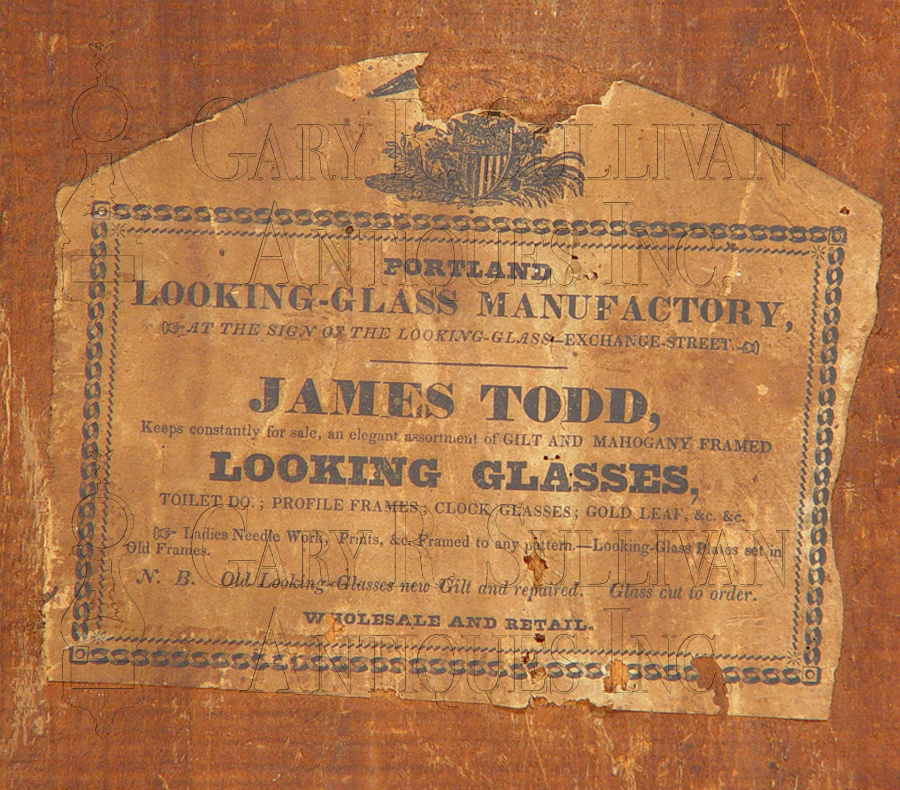 PORTLAND
LOOKING-GLASS MANUFACTORY,
☞AT THE SIGN OF THE LOOKING-GLASS—EXCHANGE-STREET.☜
JAMES TODD,
Keeps constantly for sale, an elegant assortment of GILT AND MAHOGANY FRAMED
LOOKING GLASSES,
TOILET DO.; PROFILE FRAMES; CLOCK GLASSES; GOLD LEAF, &c. &c.
☞ Ladies Needle Work, Prints, &c. Framed to any pattern.—Looking-Glass Plates set in
Old Frames.
N. B. Old Looking-Glasses new Gilt and repaired. Glass cut to order.
WHOLESALE AND RETAIL.
GARY R. SULLIVAN
ANTIQUES INC.
GARY R. SULLIVAN
ANTIQUES INC.